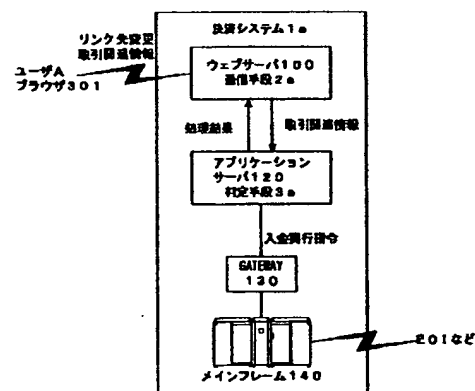 決済システム1a
リンク先変更
取引関連情報
ユーザA
ブラウザ301
ウェブサーバ100
通信手段2a
処理結果
取引関連情報
アプリケーション
サーバ120
判定手段3a
入金実行指令
GATEWAY
130
メインフレーム140
EDIなど